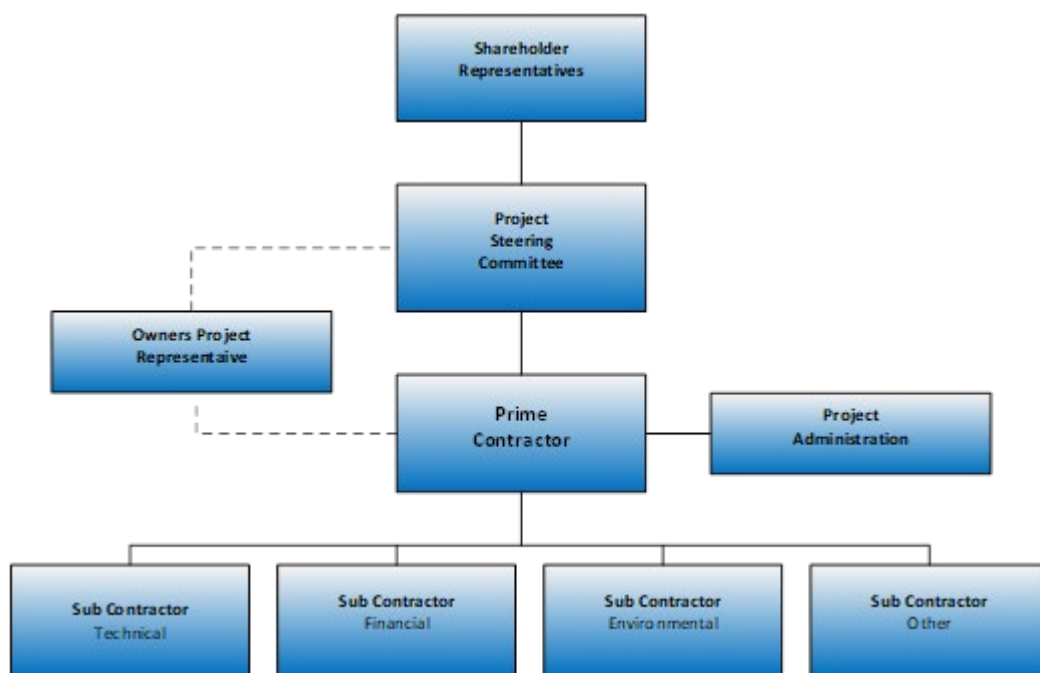 Shareholder
Representatives
Project
Steering
Committee
Owners Project
Representaive
Prime
Contractor
Project
Administration
Sub Contractor
Technical
Sub Contractor
Financial
Sub Contractor
Environmental
Sub Contractor
Other